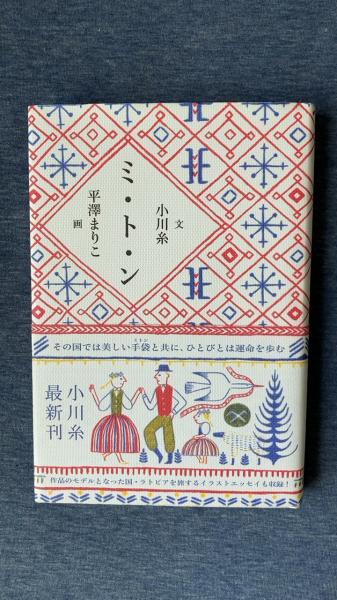 ミ・ト・ン
文
小川糸
平澤まりこ
画
その国では美しい手袋と共に、ひとびとは運命を歩む
ミトン
小川糸
最新刊
作品のモデルとなった国・ラトビアを旅するイラストエッセイも収録！